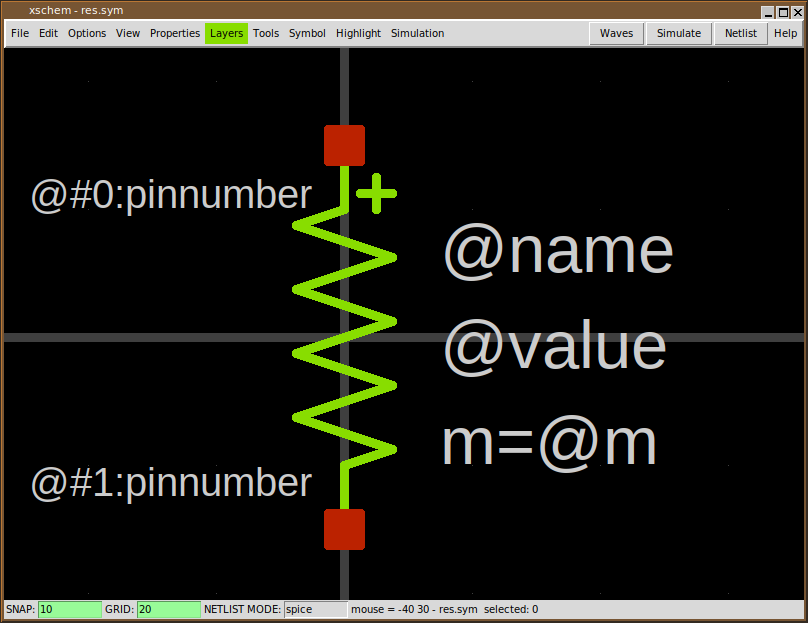 xschem - res.sym
File Edit Options View Properties Layers Tools Symbol Highlight Simulation Waves Simulate Netlist Help
@#0:pinnumber
@name
@value
m=@m
@#1:pinnumber
SNAP: 10 GRID: 20 NETLIST MODE: spice mouse = -40 30 - res.sym selected: 0